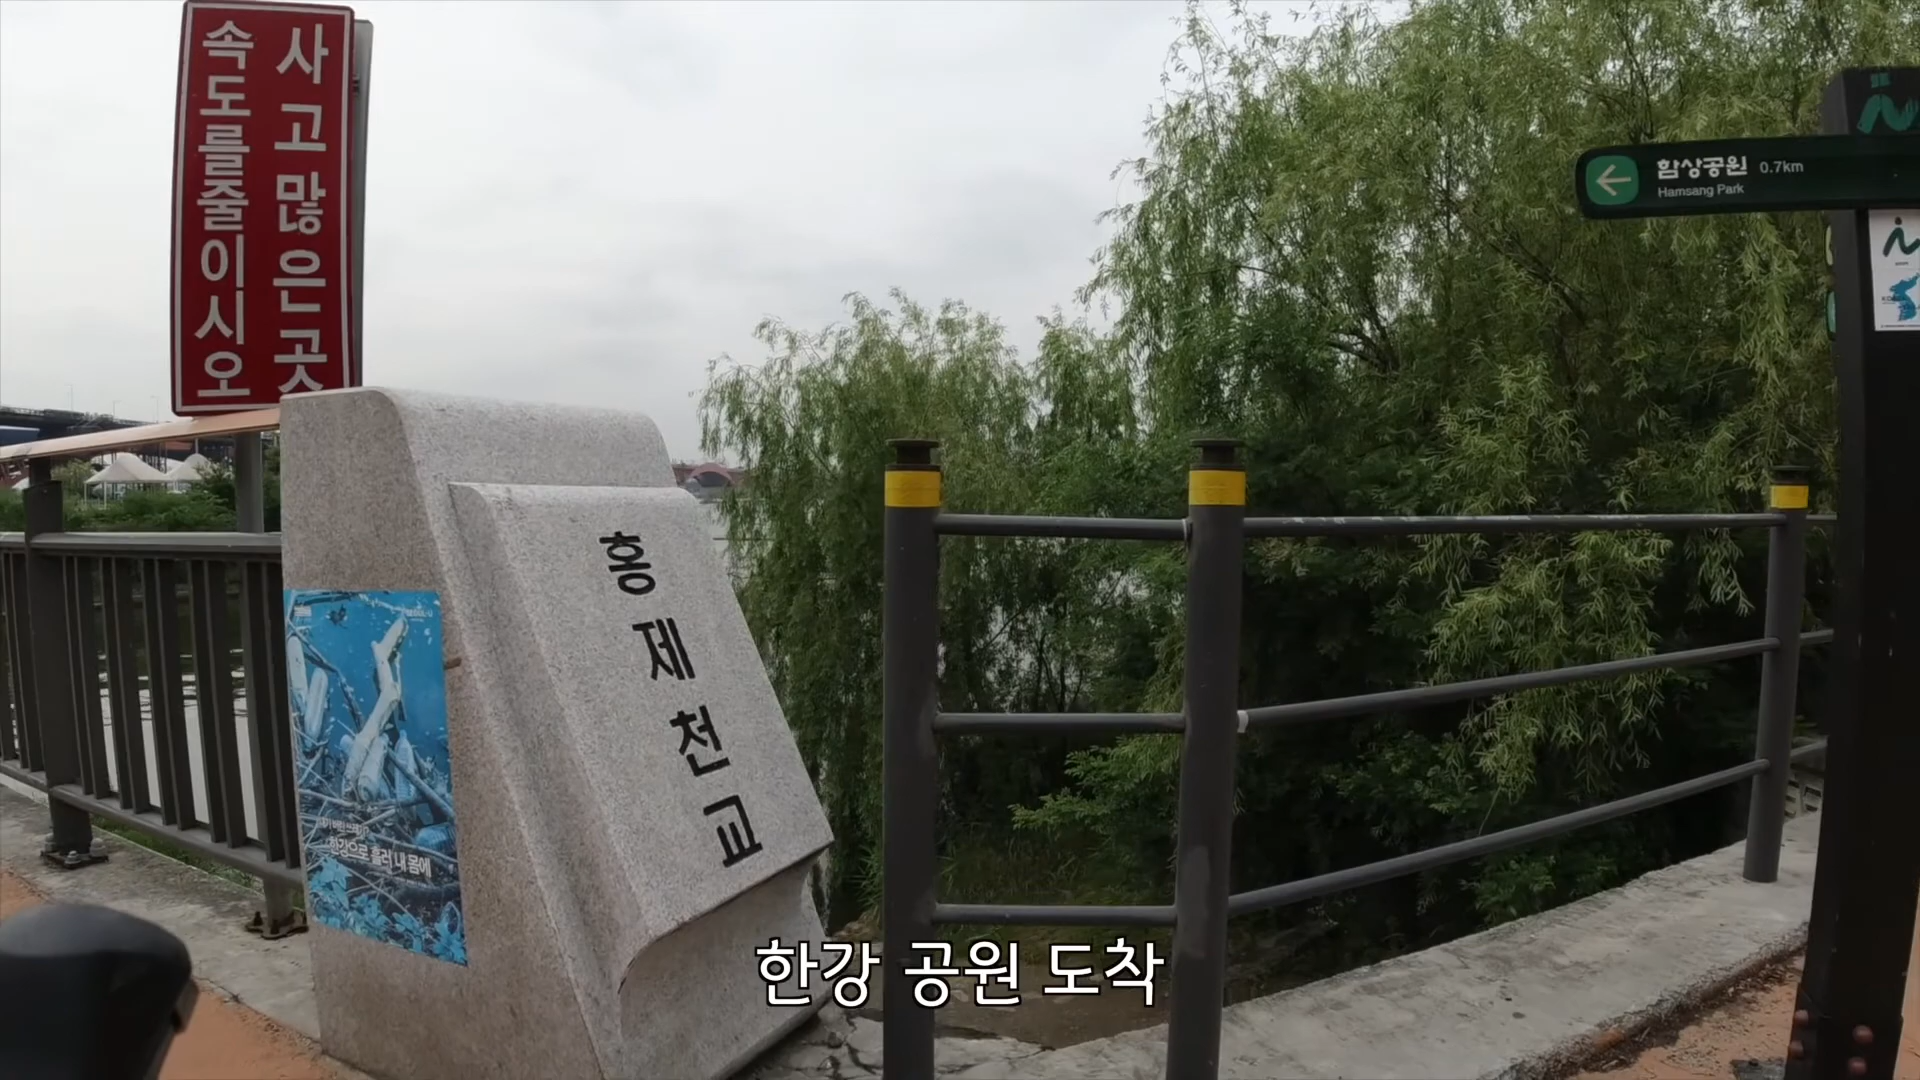 사고많은곳
속도를줄이시오
함상공원 0.7km
Hamsang Park
홍제천교
한강으로 흘러 내 몸에
한강 공원 도착